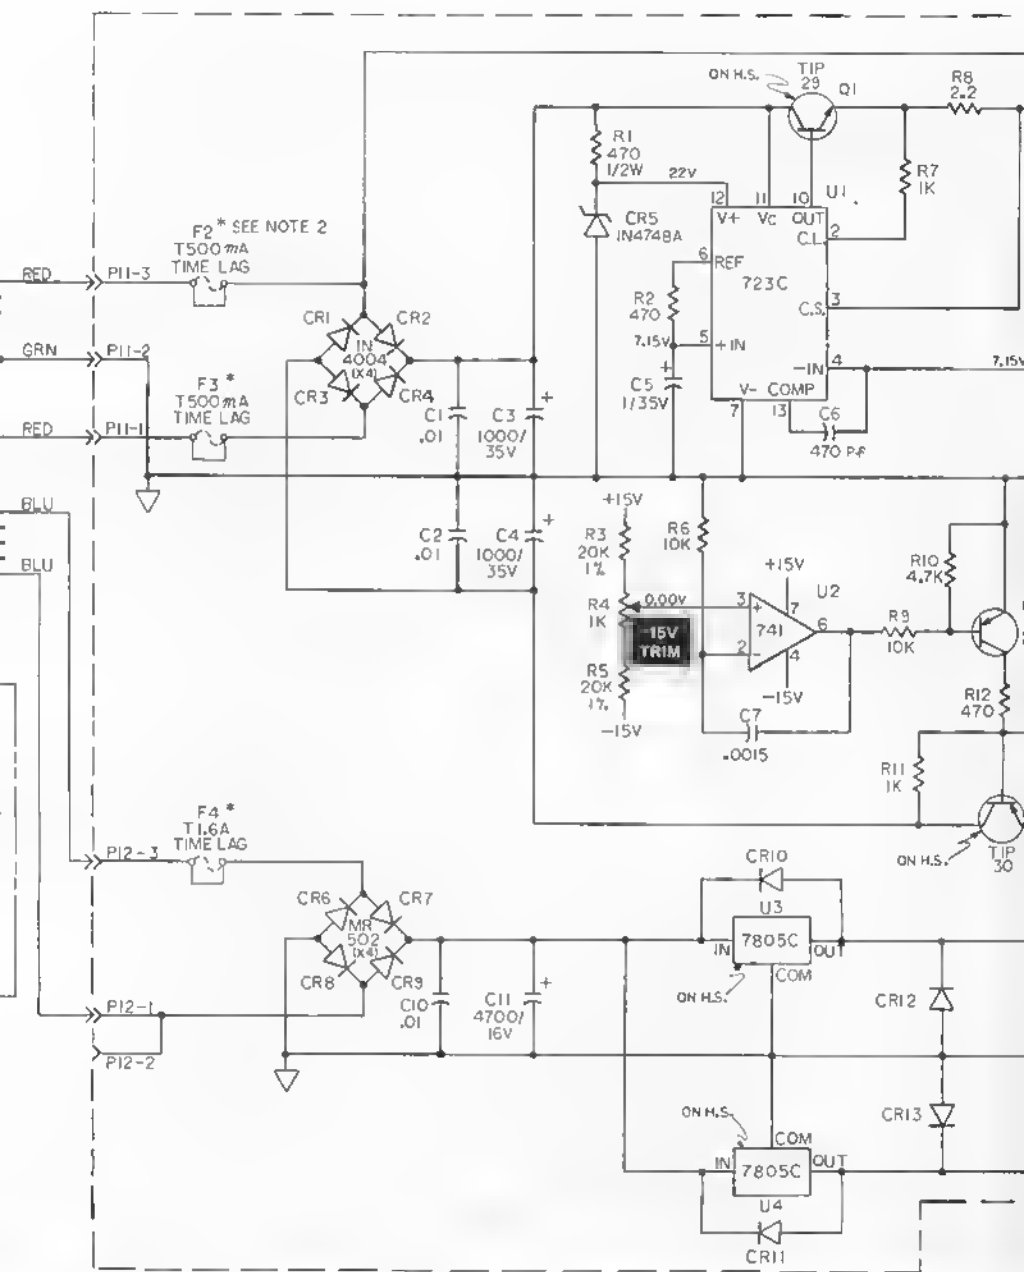 ON H.S.
TIP
29
Q1
R8
2.2
R1
470
1/2W
22V
R7
1K
12
11
10
U1
V+
Vc
OUT
C.L.
2
CR5
1N4748A
F2 * SEE NOTE 2
T500mA
TIME LAG
RED
P11-3
6
REF
723C
R2
470
C.S.
3
CR1
CR2
1N
4004
(X4)
CR3
CR4
GRN
P11-2
7.15V
5
+IN
-IN
4
7.15V
F3 *
T500mA
TIME LAG
C1
.01
C3
1000/
35V
+
+
C5
1/35V
V-
COMP
7
13
C6
470 PF
RED
P11-1
BLU
BLU
+15V
R3
20K
1%
R6
10K
C2
.01
C4
1000/
35V
+
+15V
U2
R10
4.7K
R4
1K
0.00V
3
+
7
741
6
2
-
4
-15V
TRIM
R9
10K
R5
20K
1%
-15V
-15V
R12
470
C7
.0015
R11
1K
F4 *
T1.6A
TIME LAG
P12-3
ON H.S.
TIP
30
CR10
CR6
CR7
MR
502
(X4)
CR8
CR9
U3
7805C
IN
OUT
COM
ON H.S.
C10
.01
C11
4700/
16V
+
CR12
P12-1
P12-2
ON H.S.
COM
CR13
IN
7805C
OUT
U4
CR11